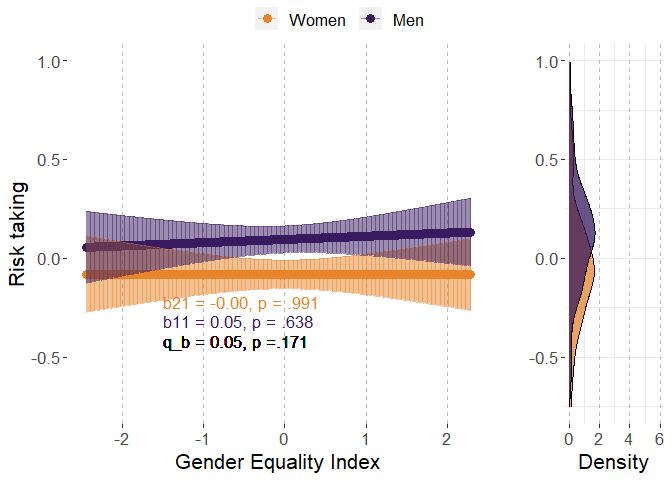 Women Men
1.0
0.5
0.0
-0.5
Risk taking
b21 = -0.00, p = .991
b11 = 0.05, p = .638
q_b = 0.05, p = .171
-2 -1 0 1 2
Gender Equality Index
1.0
0.5
0.0
-0.5
0 2 4 6
Density